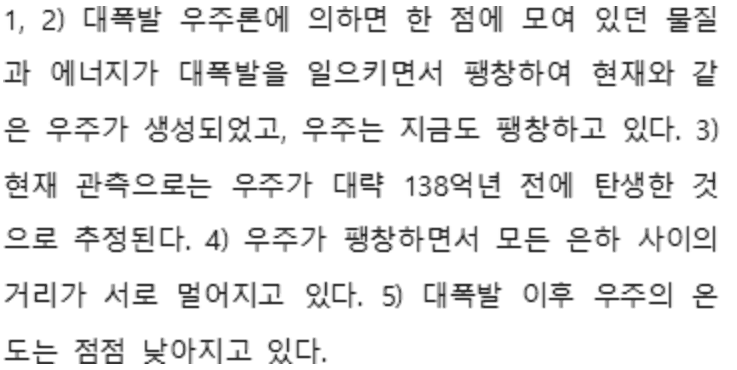 1, 2) 대폭발 우주론에 의하면 한 점에 모여 있던 물질
과 에너지가 대폭발을 일으키면서 팽창하여 현재와 같
은 우주가 생성되었고, 우주는 지금도 팽창하고 있다. 3)
현재 관측으로는 우주가 대략 138억년 전에 탄생한 것
으로 추정된다. 4) 우주가 팽창하면서 모든 은하 사이의
거리가 서로 멀어지고 있다. 5) 대폭발 이후 우주의 온
도는 점점 낮아지고 있다.